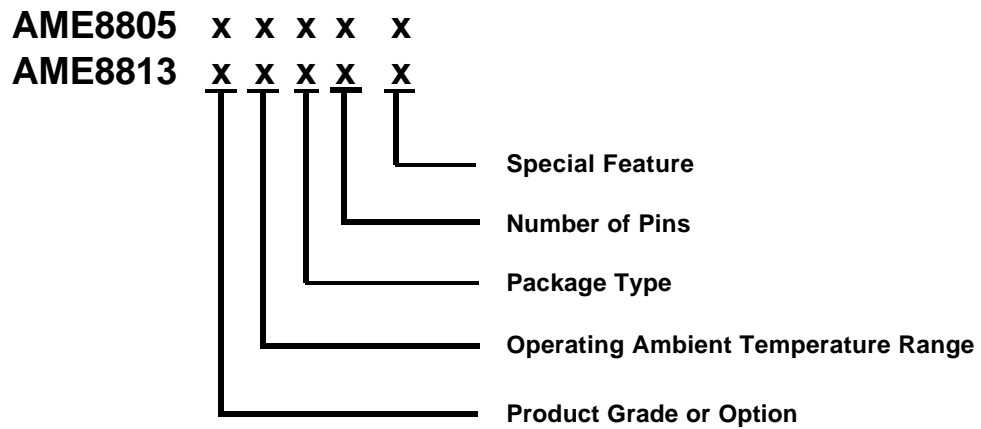 AME8805 x x x x x
AME8813 x x x x x
Special Feature
Number of Pins
Package Type
Operating Ambient Temperature Range
Product Grade or Option